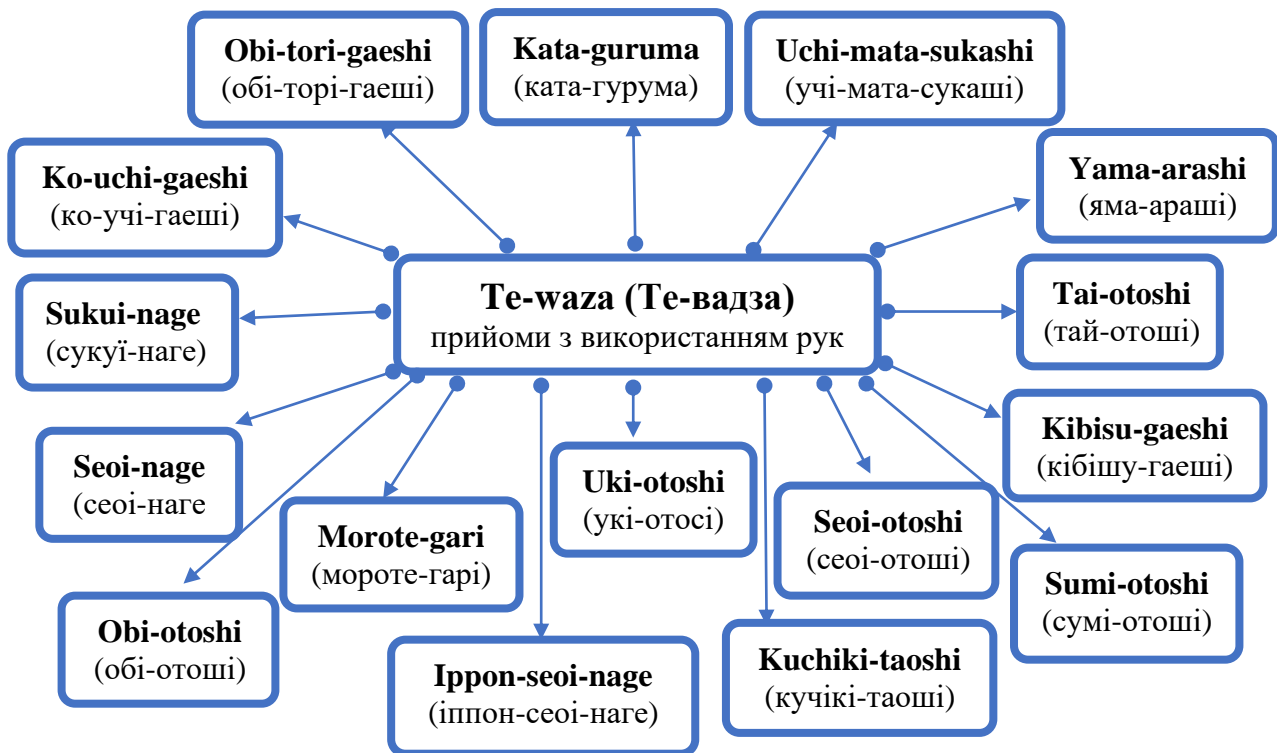 Obi-tori-gaeshi
(обі-торі-гаеші)
Kata-guruma
(ката-гурума)
Uchi-mata-sukashi
(учі-мата-сукаші)
Ko-uchi-gaeshi
(ко-учі-гаеші)
Yama-arashi
(яма-араші)
Te-waza (Те-вадза)
прийоми з використанням рук
Sukui-nage
(сукуї-наге)
Tai-otoshi
(тай-отоші)
Seoi-nage
(сеоі-наге
Kibisu-gaeshi
(кібішу-гаеші)
Uki-otoshi
(укі-отосі)
Morote-gari
(мороте-гарі)
Seoi-otoshi
(сеоі-отоші)
Sumi-otoshi
(сумі-отоші)
Obi-otoshi
(обі-отоші)
Ippon-seoi-nage
(іппон-сеоі-наге)
Kuchiki-taoshi
(кучікі-таоші)